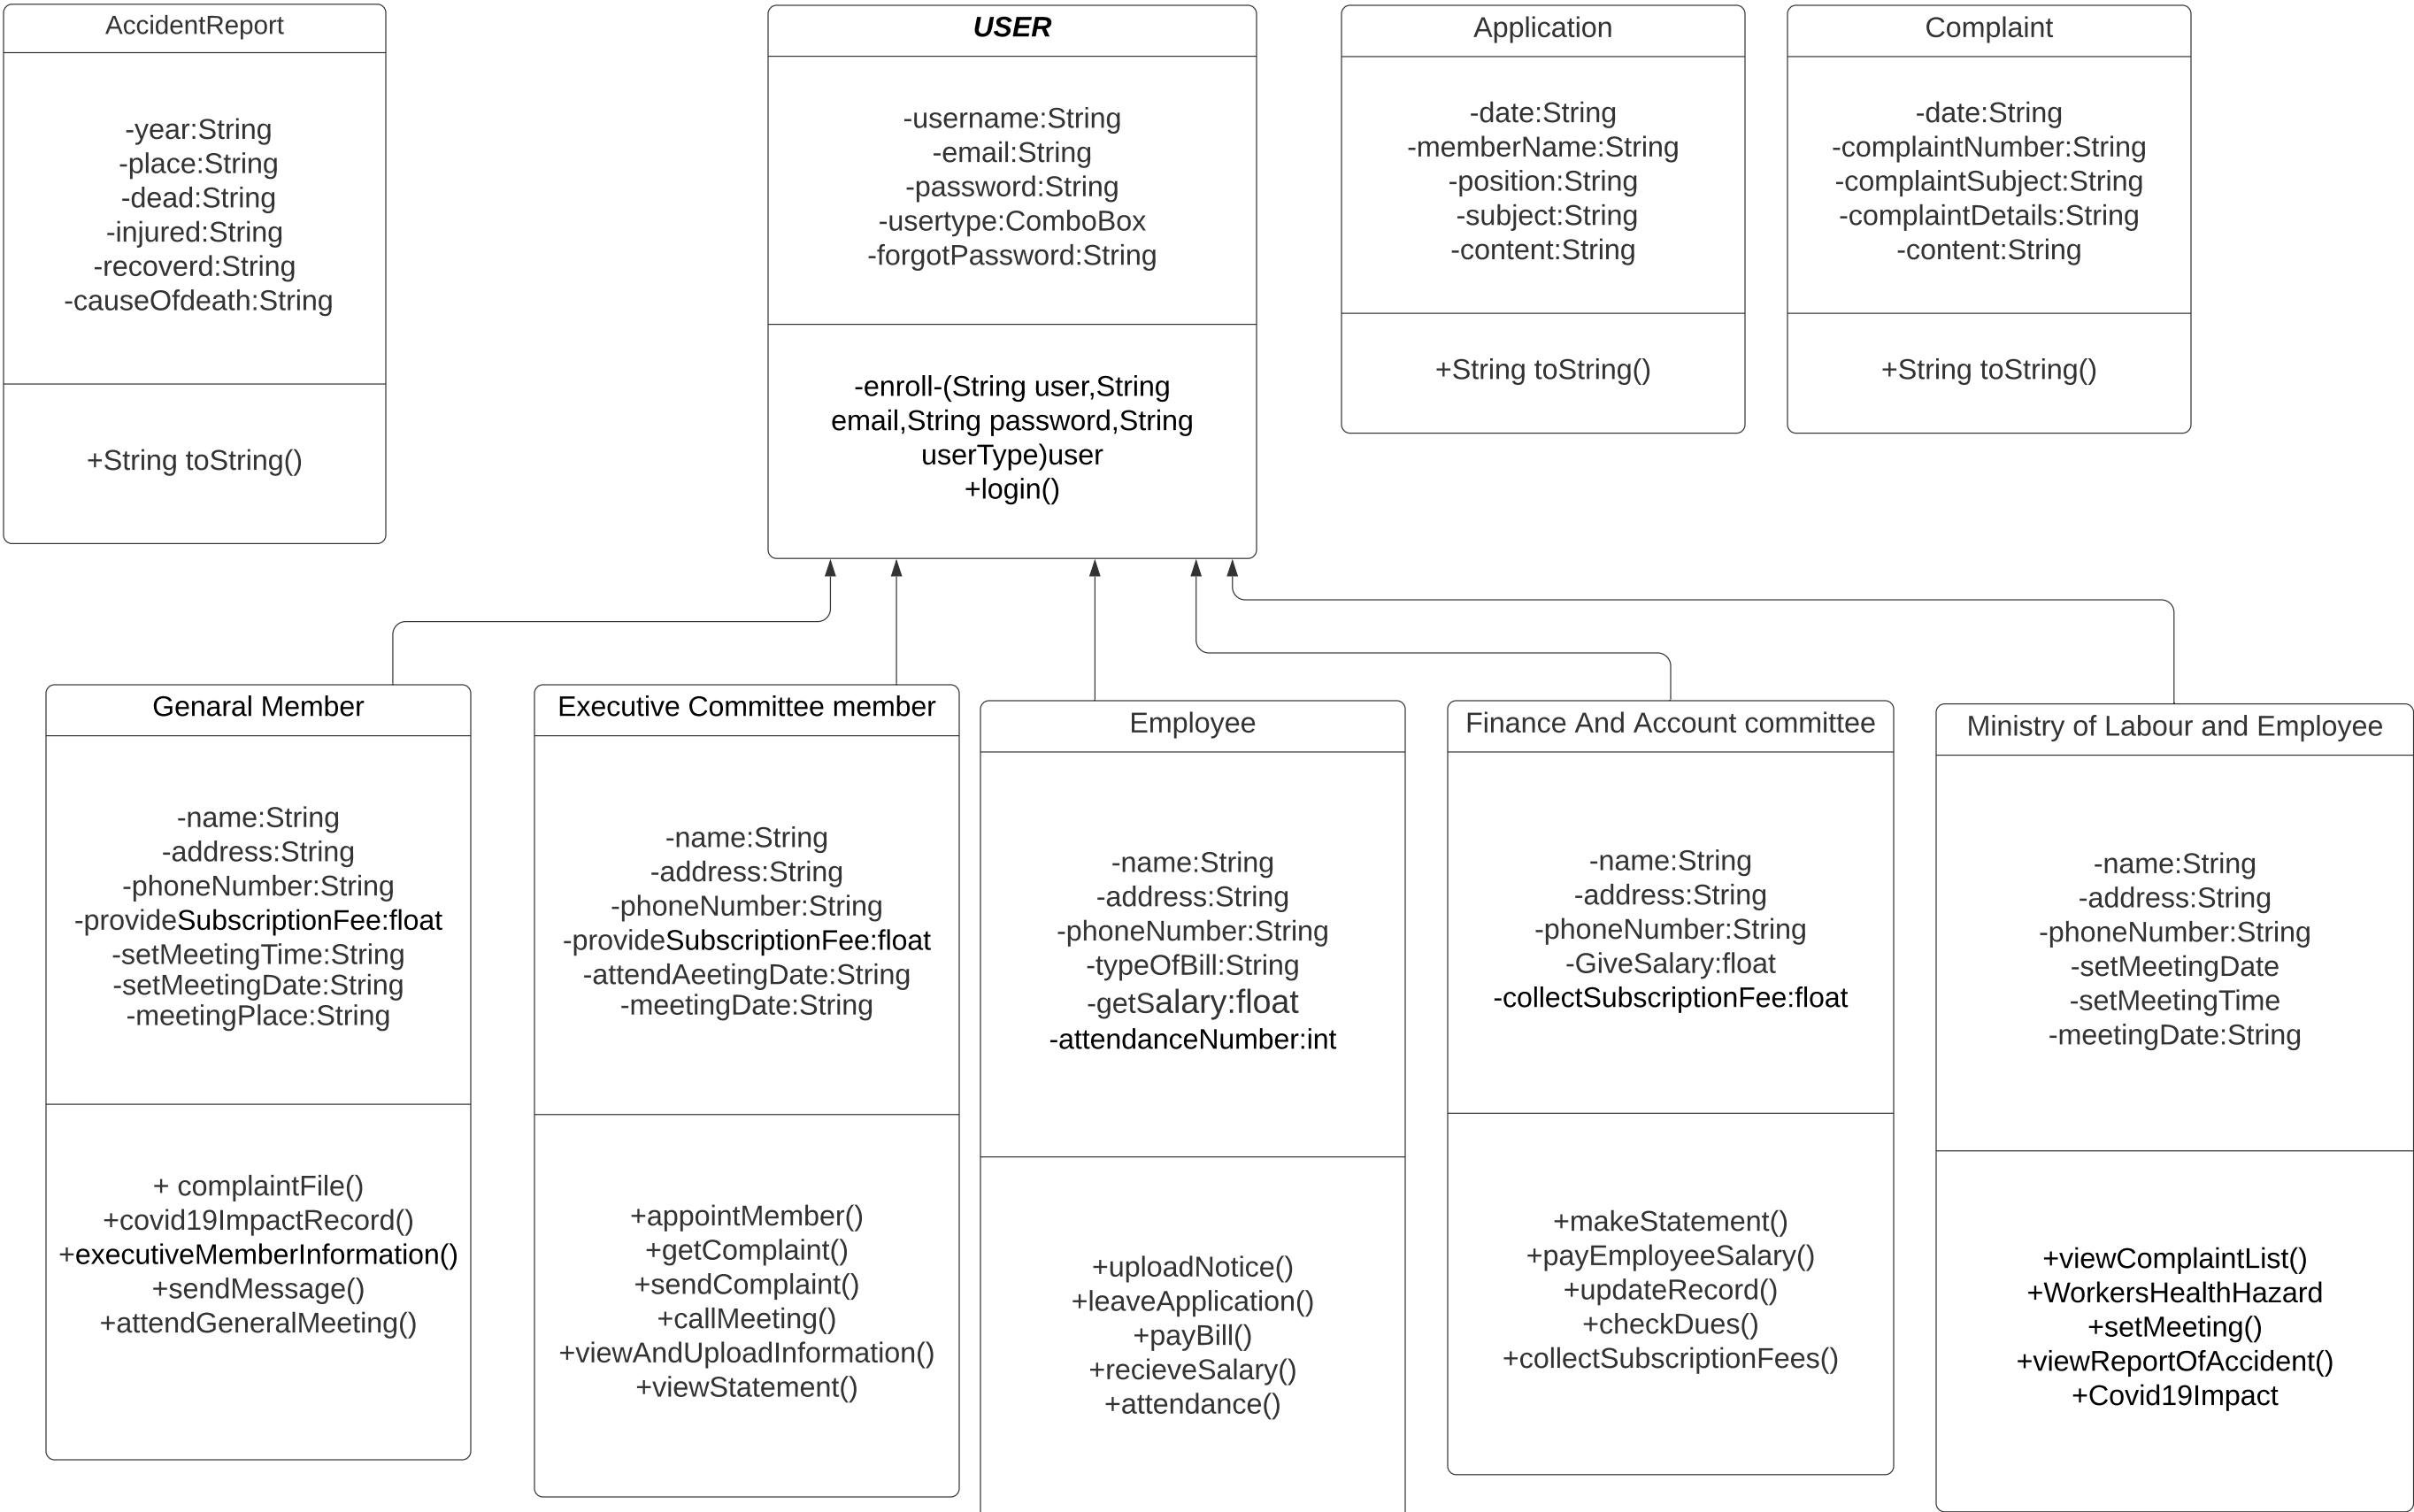 AccidentReport
-year:String
-place:String
-dead:String
-injured:String
-recoverd:String
-causeOfdeath:String
+String toString()
USER
-username:String
-email:String
-password:String
-usertype:ComboBox
-forgotPassword:String
-enroll-(String user,String
email,String password,String
userType)user
+login()
Application
-date:String
-memberName:String
-position:String
-subject:String
-content:String
+String toString()
Complaint
-date:String
-complaintNumber:String
-complaintSubject:String
-complaintDetails:String
-content:String
+String toString()
Genaral Member
-name:String
-address:String
-phoneNumber:String
-provideSubscriptionFee:float
-setMeetingTime:String
-setMeetingDate:String
-meetingPlace:String
+ complaintFile()
+covid19ImpactRecord()
+executiveMemberInformation()
+sendMessage()
+attendGeneralMeeting()
Executive Committee member
-name:String
-address:String
-phoneNumber:String
-provideSubscriptionFee:float
-attendAeetingDate:String
-meetingDate:String
+appointMember()
+getComplaint()
+sendComplaint()
+callMeeting()
+viewAndUploadInformation()
+viewStatement()
Employee
-name:String
-address:String
-phoneNumber:String
-typeOfBill:String
-getSalary:float
-attendanceNumber:int
+uploadNotice()
+leaveApplication()
+payBill()
+recieveSalary()
+attendance()
Finance And Account committee
-name:String
-address:String
-phoneNumber:String
-GiveSalary:float
-collectSubscriptionFee:float
+makeStatement()
+payEmployeeSalary()
+updateRecord()
+checkDues()
+collectSubscriptionFees()
Ministry of Labour and Employee
-name:String
-address:String
-phoneNumber:String
-setMeetingDate
-setMeetingTime
-meetingDate:String
+viewComplaintList()
+WorkersHealthHazard
+setMeeting()
+viewReportOfAccident()
+Covid19Impact